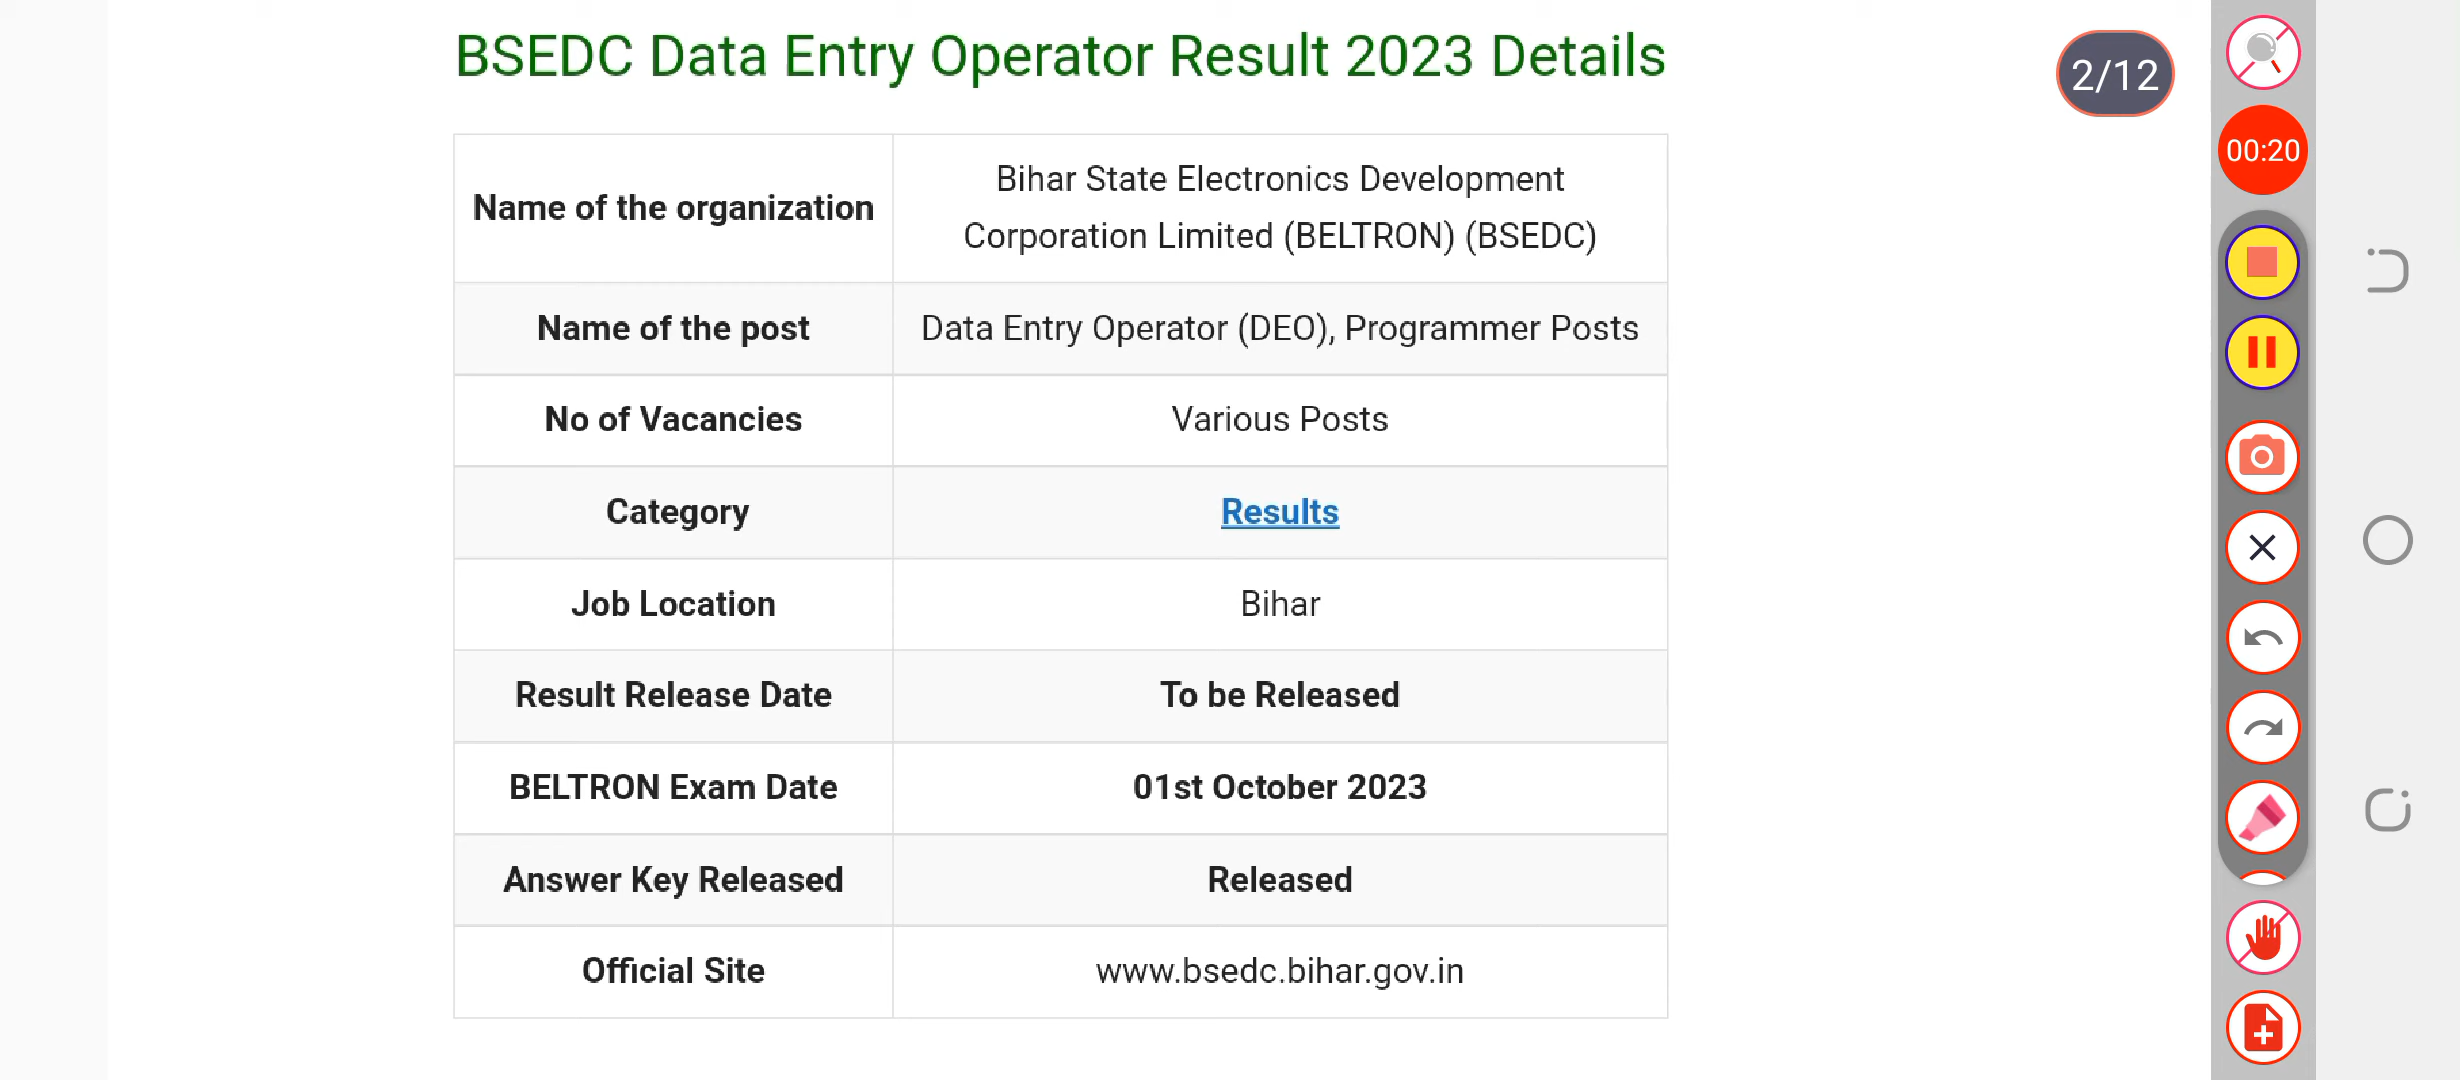 BSEDC Data Entry Operator Result 2023 Details
2/12
00:20
Name of the organization
Bihar State Electronics Development
Corporation Limited (BELTRON) (BSEDC)
Name of the post
Data Entry Operator (DEO), Programmer Posts
No of Vacancies
Various Posts
Category
Results
Job Location
Bihar
Result Release Date
To be Released
BELTRON Exam Date
01st October 2023
Answer Key Released
Released
Official Site
www.bsedc.bihar.gov.in